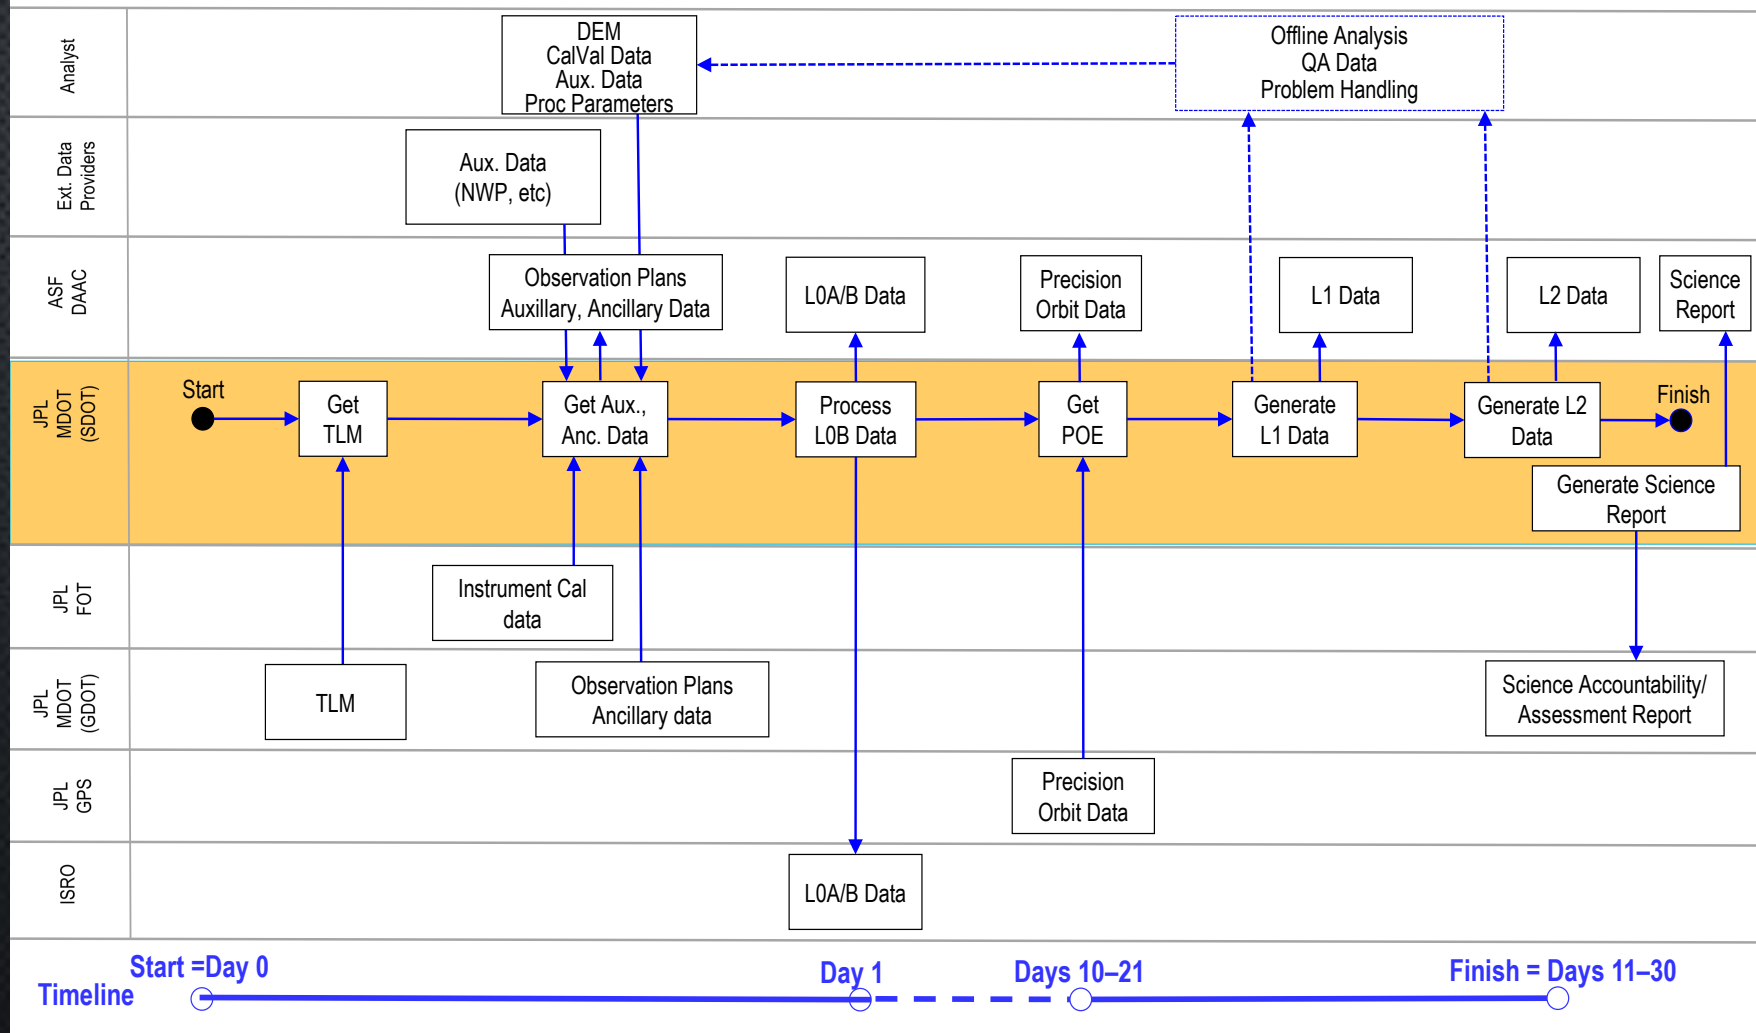 Analyst
DEM
CalVal Data
Aux. Data
Proc Parameters
Offline Analysis
QA Data
Problem Handling
Ext. Data
Providers
Aux. Data
(NWP, etc)
ASF
DAAC
Observation Plans
Auxillary, Ancillary Data
L0A/B Data
Precision
Orbit Data
L1 Data
L2 Data
Science
Report
JPL
MDOT
(SDOT)
Start
Get
TLM
Get Aux.,
Anc. Data
Process
L0B Data
Get
POE
Generate
L1 Data
Generate L2
Data
Finish
Generate Science
Report
JPL
FOT
Instrument Cal
data
JPL
MDOT
(GDOT)
TLM
Observation Plans
Ancillary data
Science Accountability/
Assessment Report
JPL
GPS
Precision
Orbit Data
ISRO
L0A/B Data
Timeline
Start =Day 0
Day 1
Days 10–21
Finish = Days 11–30